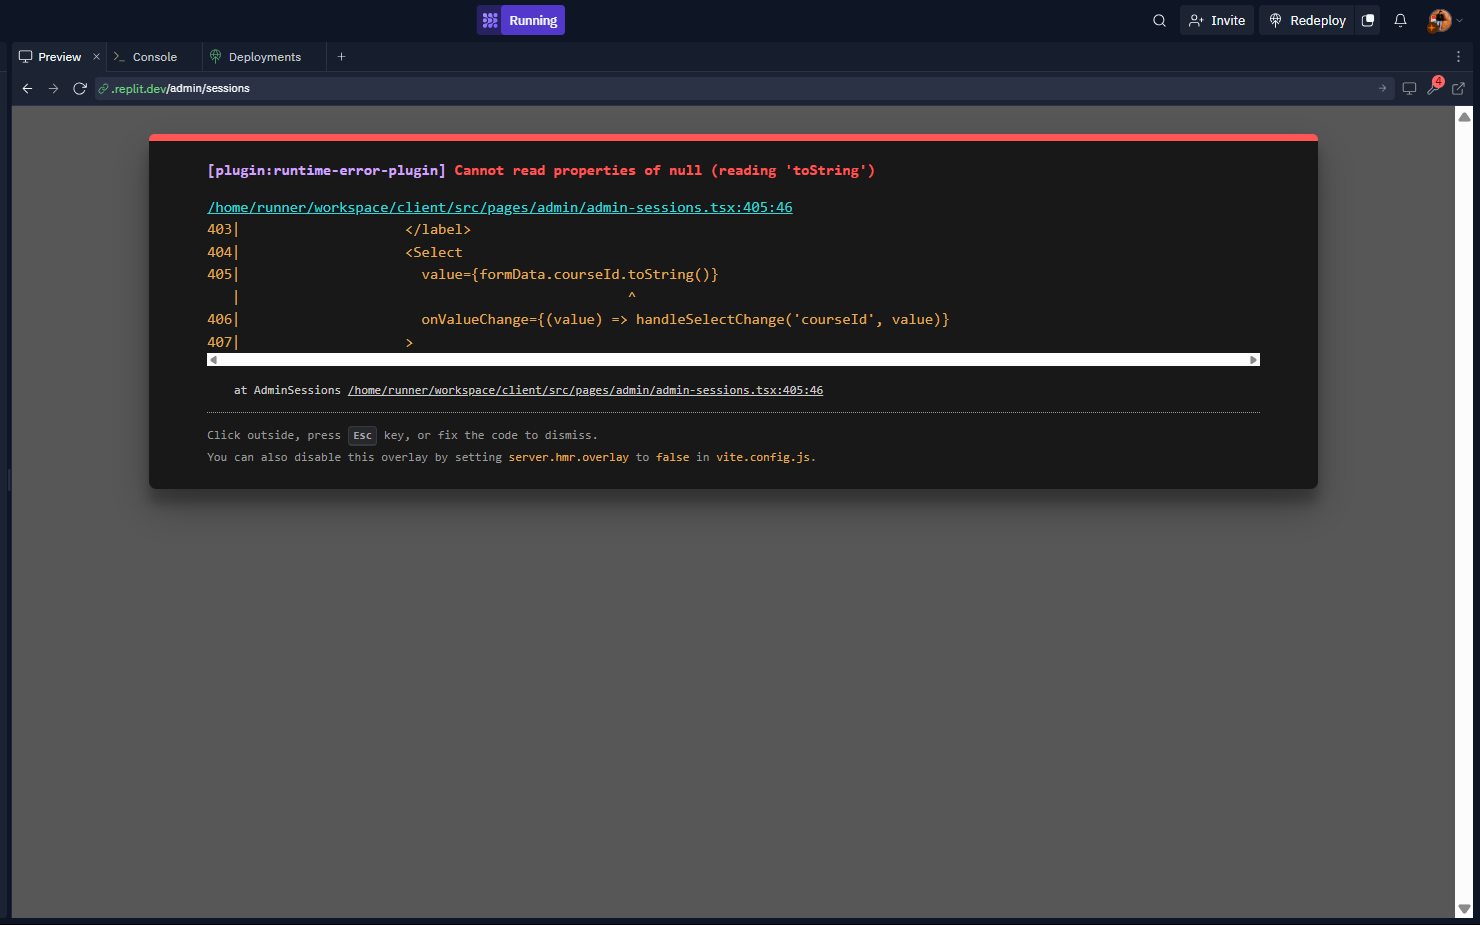 Running
Invite
Redeploy
Preview
Console
Deployments
.replit.dev/admin/sessions
4
[plugin:runtime-error-plugin] Cannot read properties of null (reading 'toString')
/home/runner/workspace/client/src/pages/admin/admin-sessions.tsx:405:46
403| </label>
404| <Select
405| value={formData.courseId.toString()}
| ^
406| onValueChange={(value) => handleSelectChange('courseId', value)}
407| >
at AdminSessions /home/runner/workspace/client/src/pages/admin/admin-sessions.tsx:405:46
Click outside, press Esc key, or fix the code to dismiss.
You can also disable this overlay by setting server.hmr.overlay to false in vite.config.js.